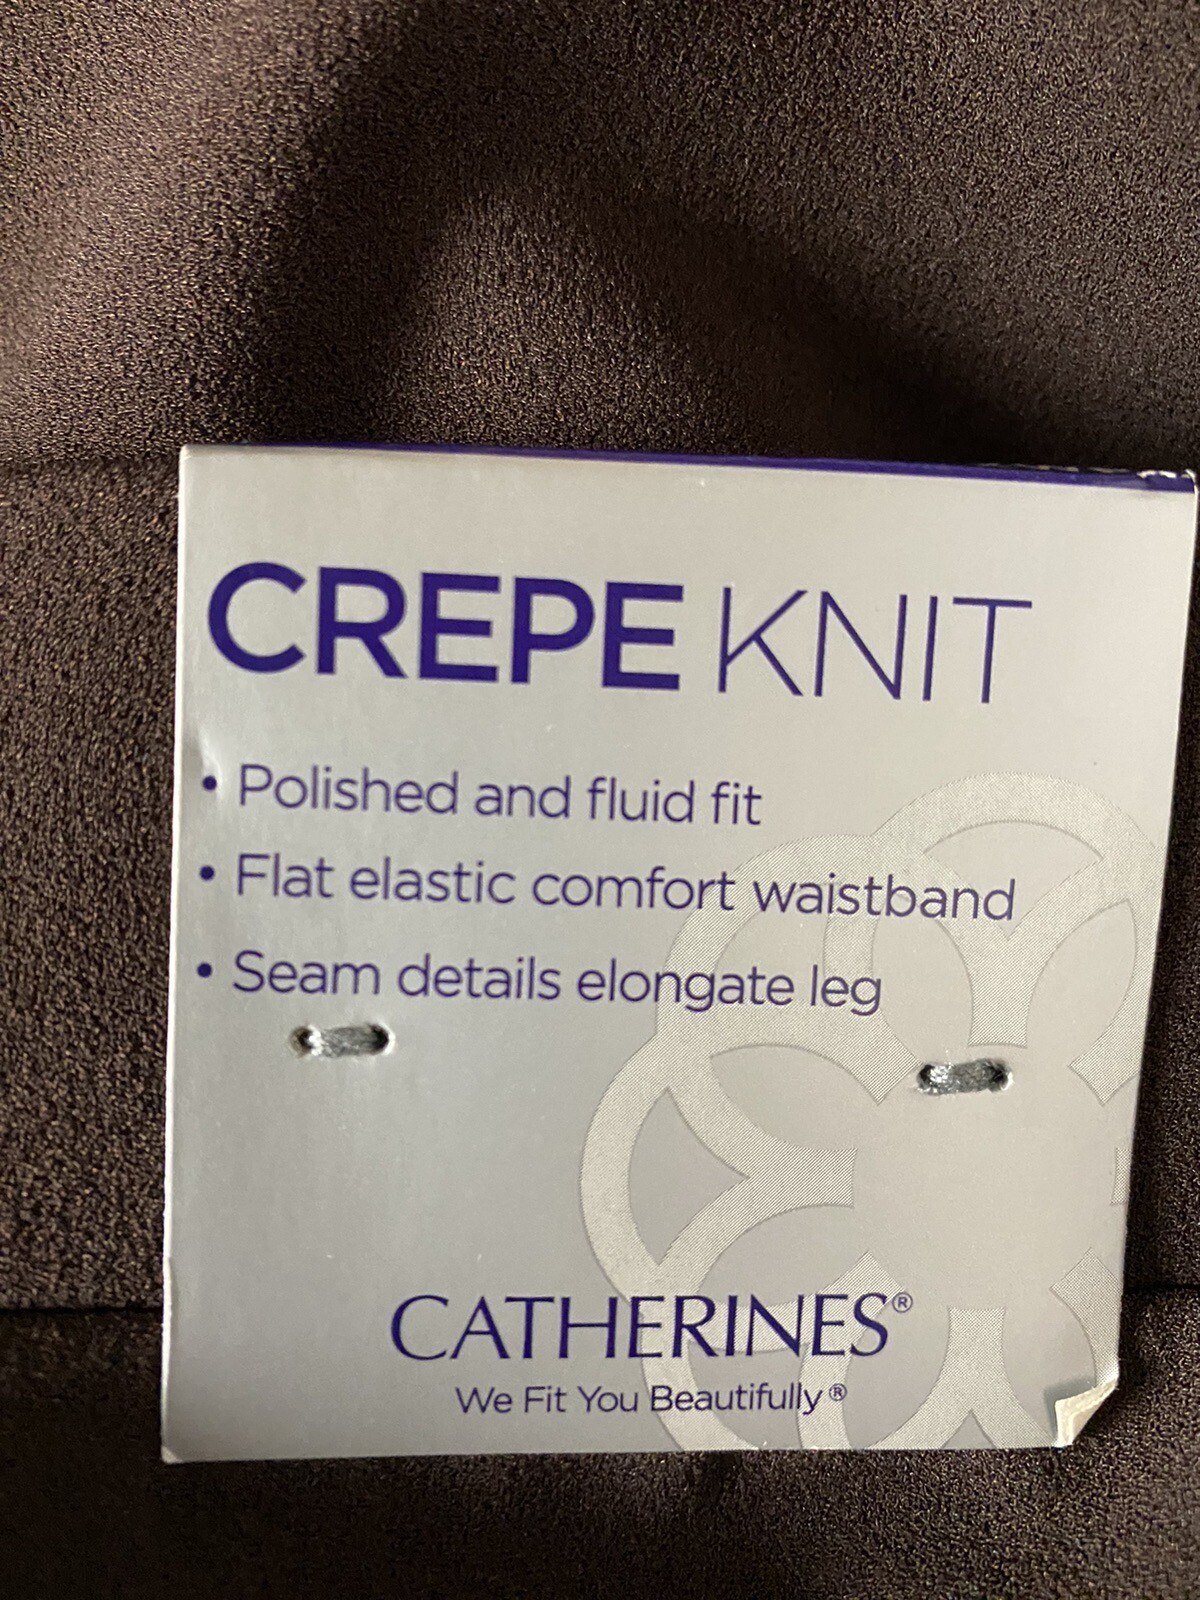 CREPE KNIT
• Polished and fluid fit
• Flat elastic comfort waistband
• Seam details elongate leg
CATHERINES®
We Fit You Beautifully®